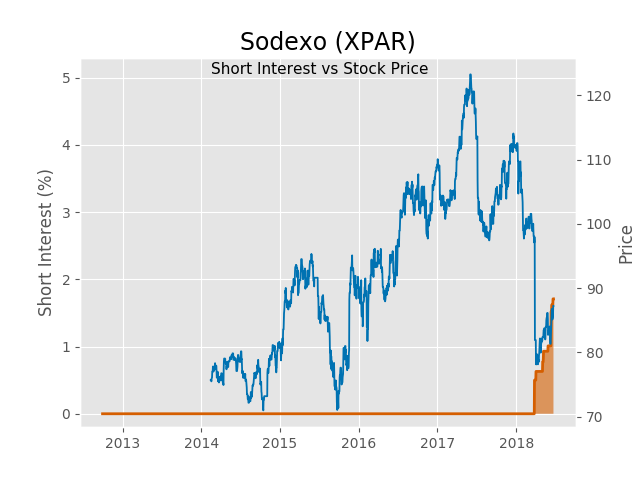 Sodexo (XPAR)
Short Interest vs Stock Price
5
4
3
2
1
0
Short Interest (%)
120
110
100
90
80
70
Price
2013 2014 2015 2016 2017 2018